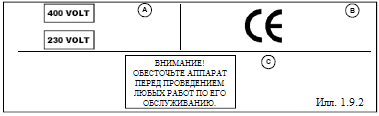 400 VOLT
A
B
230 VOLT
CE
C
ВНИМАНИЕ!
ОБЕСТОЧЬТЕ АППАРАТ
ПЕРЕД ПРОВЕДЕНИЕМ
ЛЮБЫХ РАБОТ ПО ЕГО
ОБСЛУЖИВАНИЮ.
Илл. 1.9.2